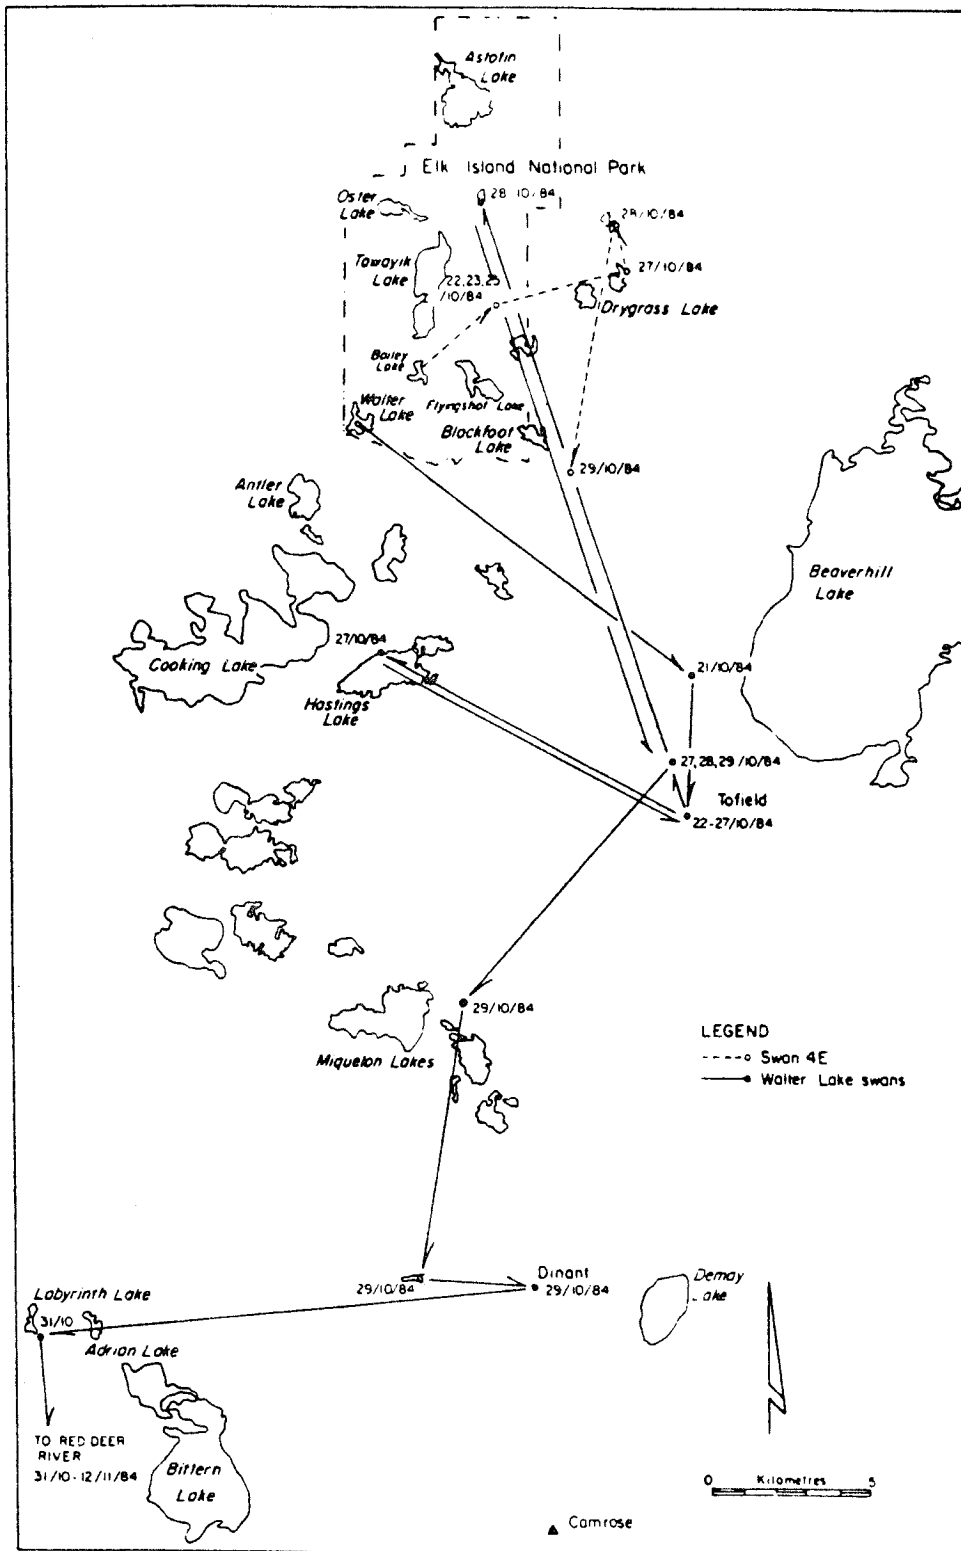 Astotin
Lake
Elk Island National Park
28/10/84
Oster
Lake
28/10/84
Tawayik
Lake
22,23,25
/10/84
27/10/84
Drygrass Lake
Bailey
Lake
Walter
Lake
Flyingshot Lake
Blackfoot
Lake
29/10/84
Antler
Lake
Beaverhill
Lake
27/10/84
Cooking Lake
21/10/84
Hastings
Lake
27,28,29/10/84
Tofield
22-27/10/84
29/10/84
Miquelon Lakes
LEGEND
Swan 4E
Walter Lake swans
Dinant
29/10/84
29/10/84
Demay
Lake
Labyrinth Lake
31/10
Adrian Lake
TO RED DEER
RIVER
31/10-12/11/84
Bittern
Lake
0 Kilometres 5
Camrose